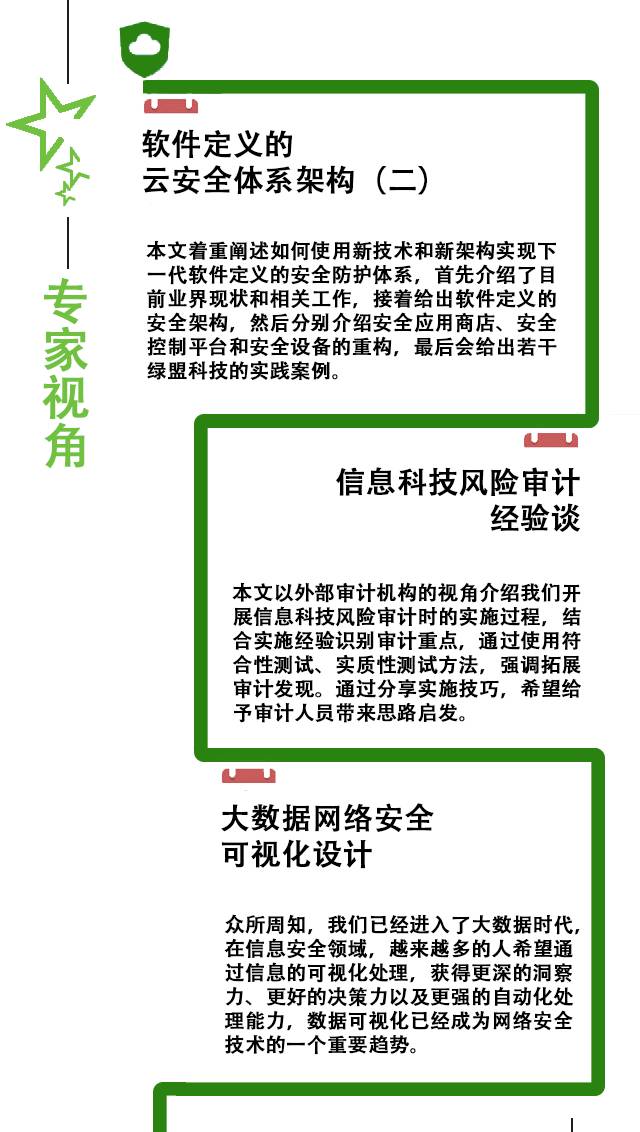 专家视角
软件定义的
云安全体系架构（二）
本文着重阐述如何使用新技术和新架构实现下
一代软件定义的安全防护体系，首先介绍了目
前业界现状和相关工作，接着给出软件定义的
安全架构，然后分别介绍安全应用商店、安全
控制平台和安全设备的重构，最后会给出若干
绿盟科技的实践案例。
信息科技风险审计
经验谈
本文以外部审计机构的视角介绍我们开
展信息科技风险审计时的实施过程，结
合实施经验识别审计重点，通过使用符
合性测试、实质性测试方法，强调拓展
审计发现。通过分享实施技巧，希望给
予审计人员带来思路启发。
大数据网络安全
可视化设计
众所周知，我们已经进入了大数据时代，
在信息安全领域，越来越多的人希望通
过信息的可视化处理，获得更深的洞察
力、更好的决策力以及更强的自动化处
理能力，数据可视化已经成为网络安全
技术的一个重要趋势。